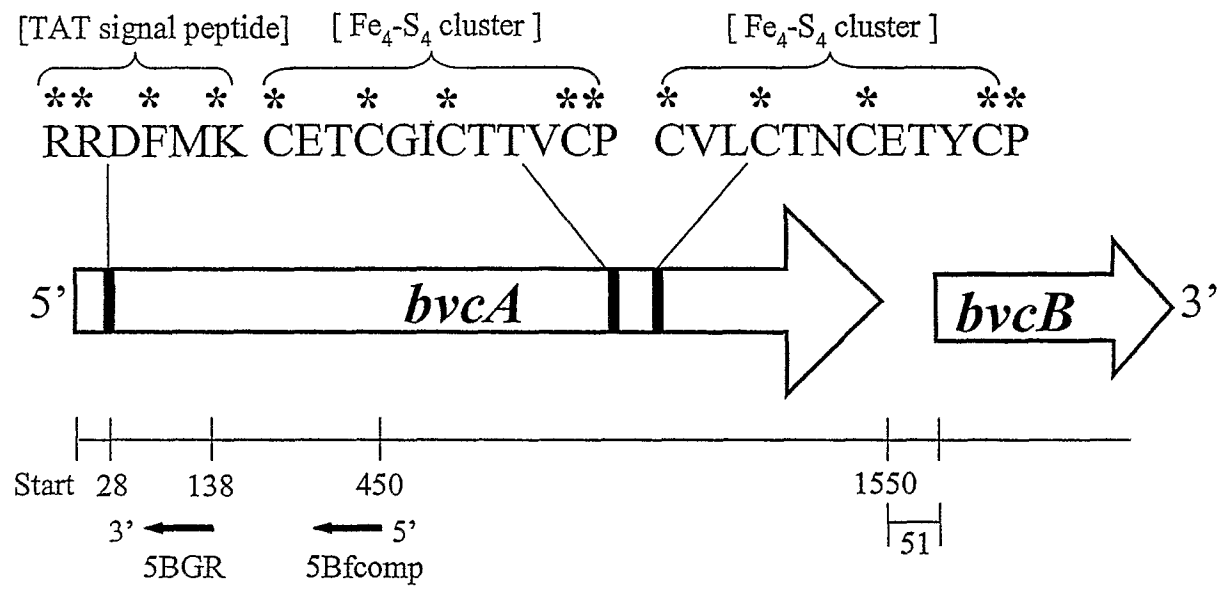 [TAT signal peptide] [ Fe4-S4 cluster ] [ Fe4-S4 cluster ]
** * * * * * ** * * * **
RRDFMK CETCGICTTVCP CVLCTNCETYCP
5’ bvcA bvcB 3’
Start 28 138 450 1550
3’ 5’ 51
5BGR 5Bfcomp